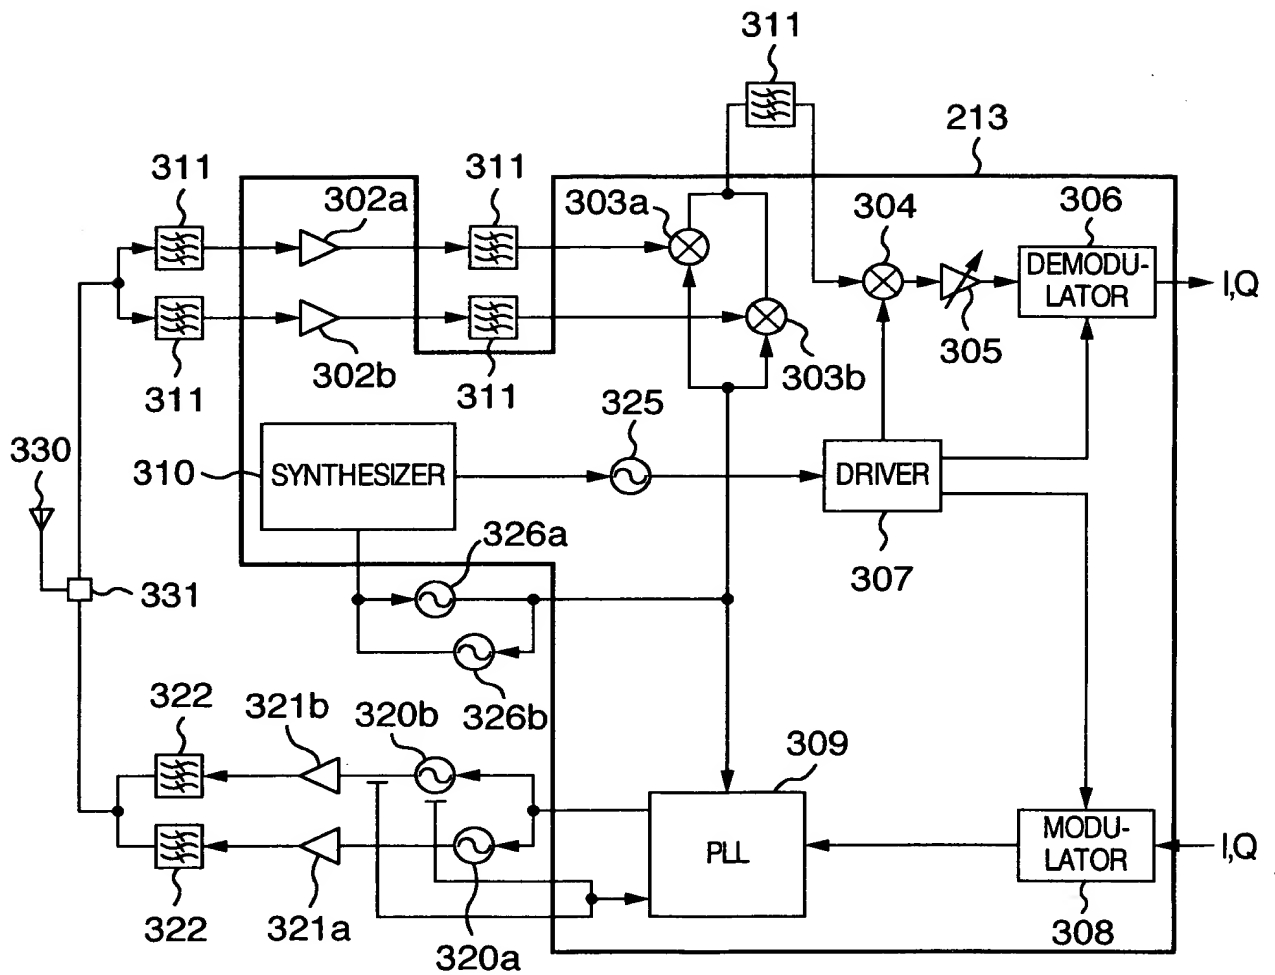 311
213
311
311
302a
303a
304
306
DEMODU-
LATOR
I,Q
311
302b
311
303b
305
325
330
310
SYNTHESIZER
DRIVER
326a
307
331
326b
322
321b
320b
309
PLL
MODU-
LATOR
I,Q
322
321a
320a
308